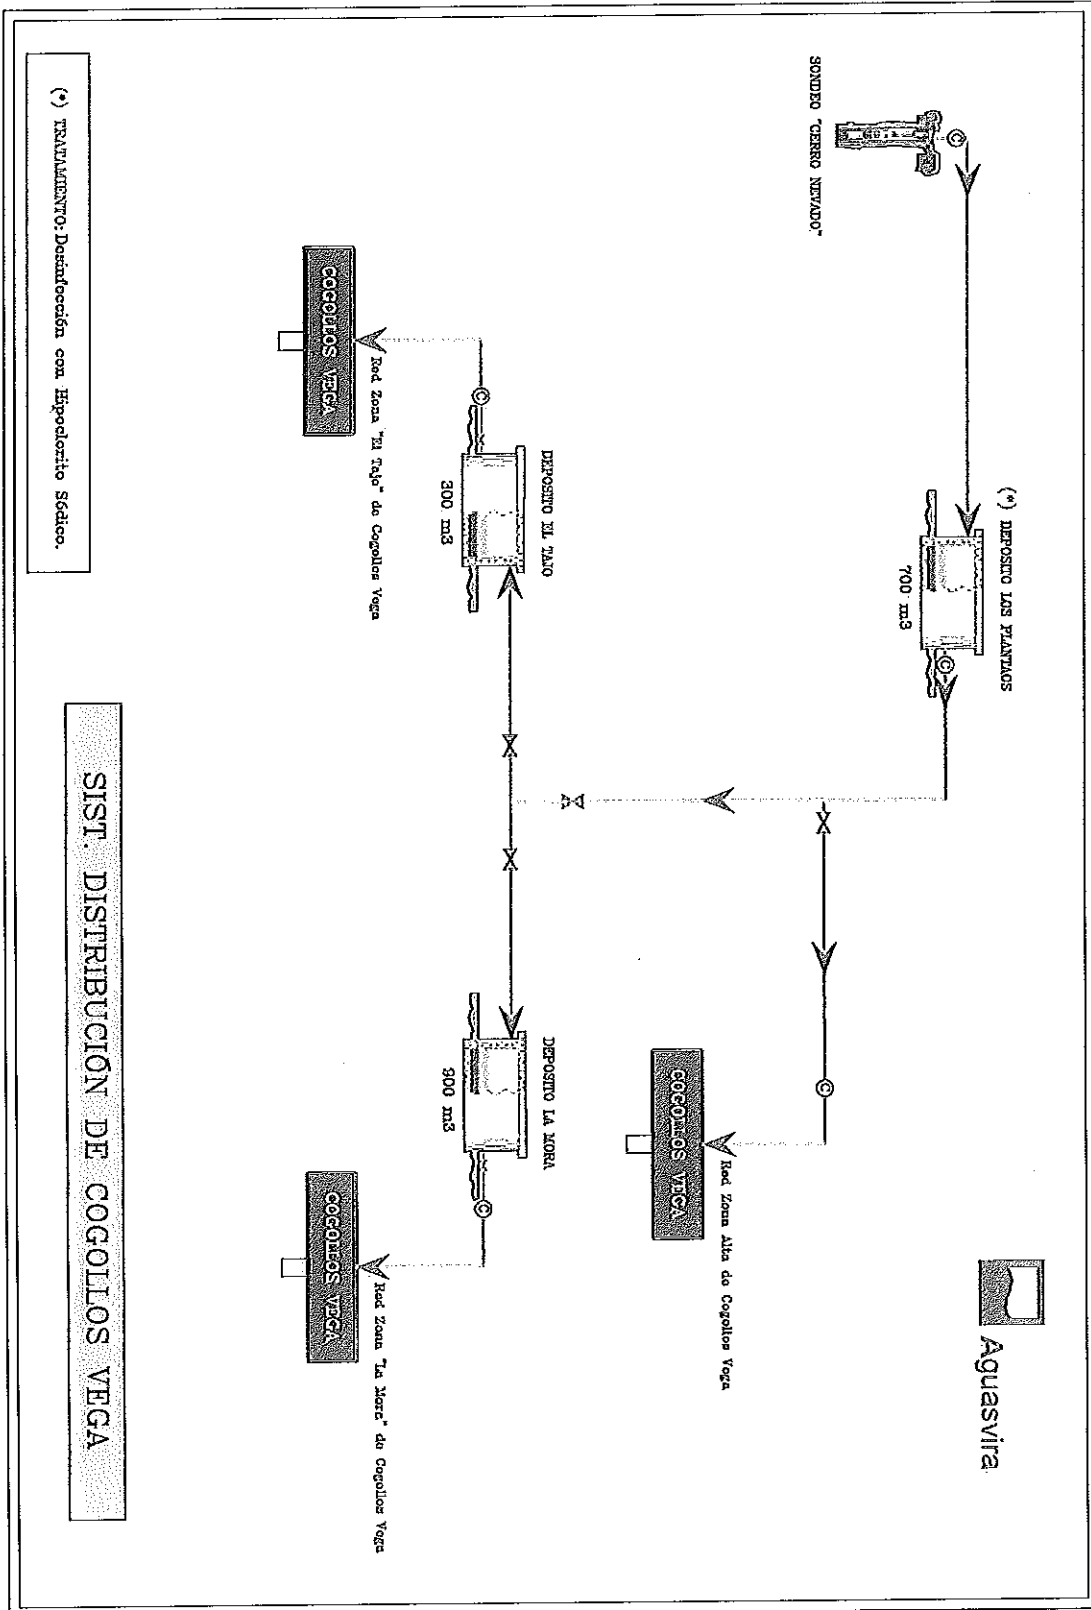 Aguasvira
SONDEO "CERRO NEVADO"
C
(*) DEPOSITO LOS PLANTAOS
700 m3
C
C
Red Zona Alta de Cogollos Vega
COGOLLOS VEGA
DEPOSITO EL TAJO
300 m3
C
Red Zona "El Tajo" de Cogollos Vega
COGOLLOS VEGA
DEPOSITO LA MORA
900 m3
C
Red Zona "La Mora" de Cogollos Vega
COGOLLOS VEGA
(*) TRATAMIENTO: Desinfección con Hipoclorito Sódico.
SIST. DISTRIBUCIÓN DE COGOLLOS VEGA